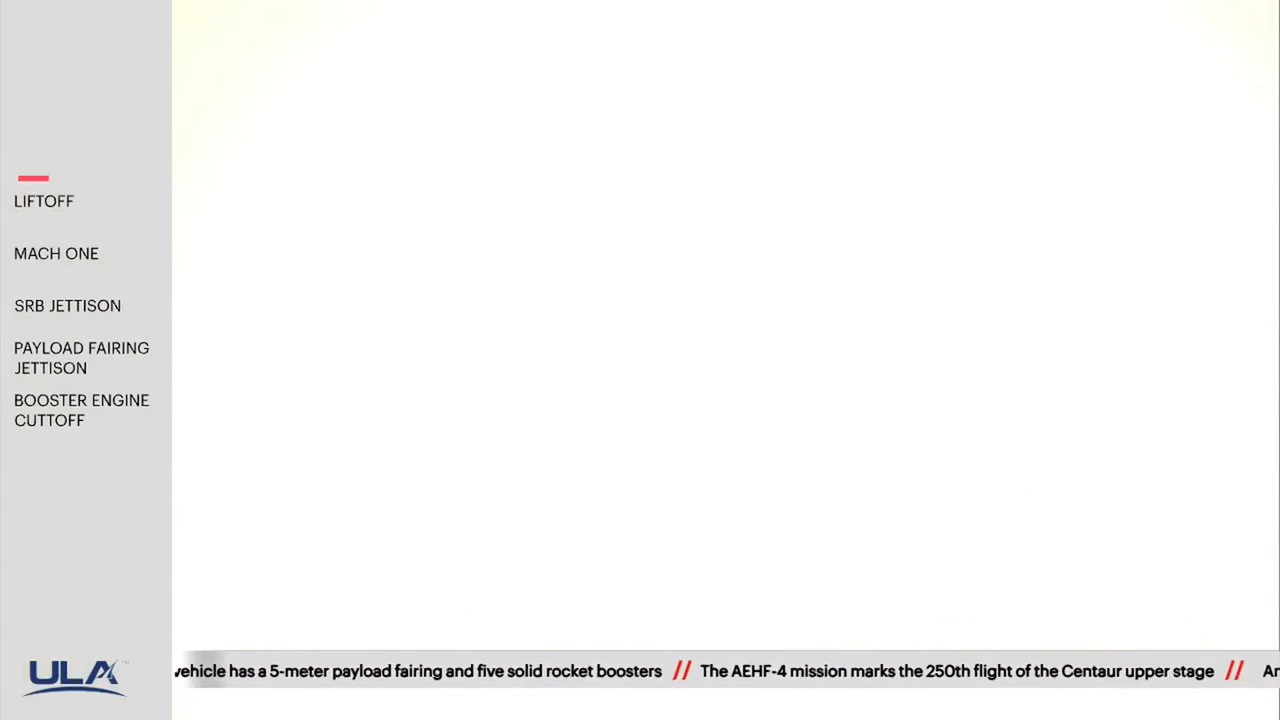 LIFTOFF
MACH ONE
SRB JETTISON
PAYLOAD FAIRING
JETTISON
BOOSTER ENGINE
CUTTOFF
ULA
vehicle has a 5-meter payload fairing and five solid rocket boosters // The AEHF-4 mission marks the 250th flight of the Centaur upper stage //